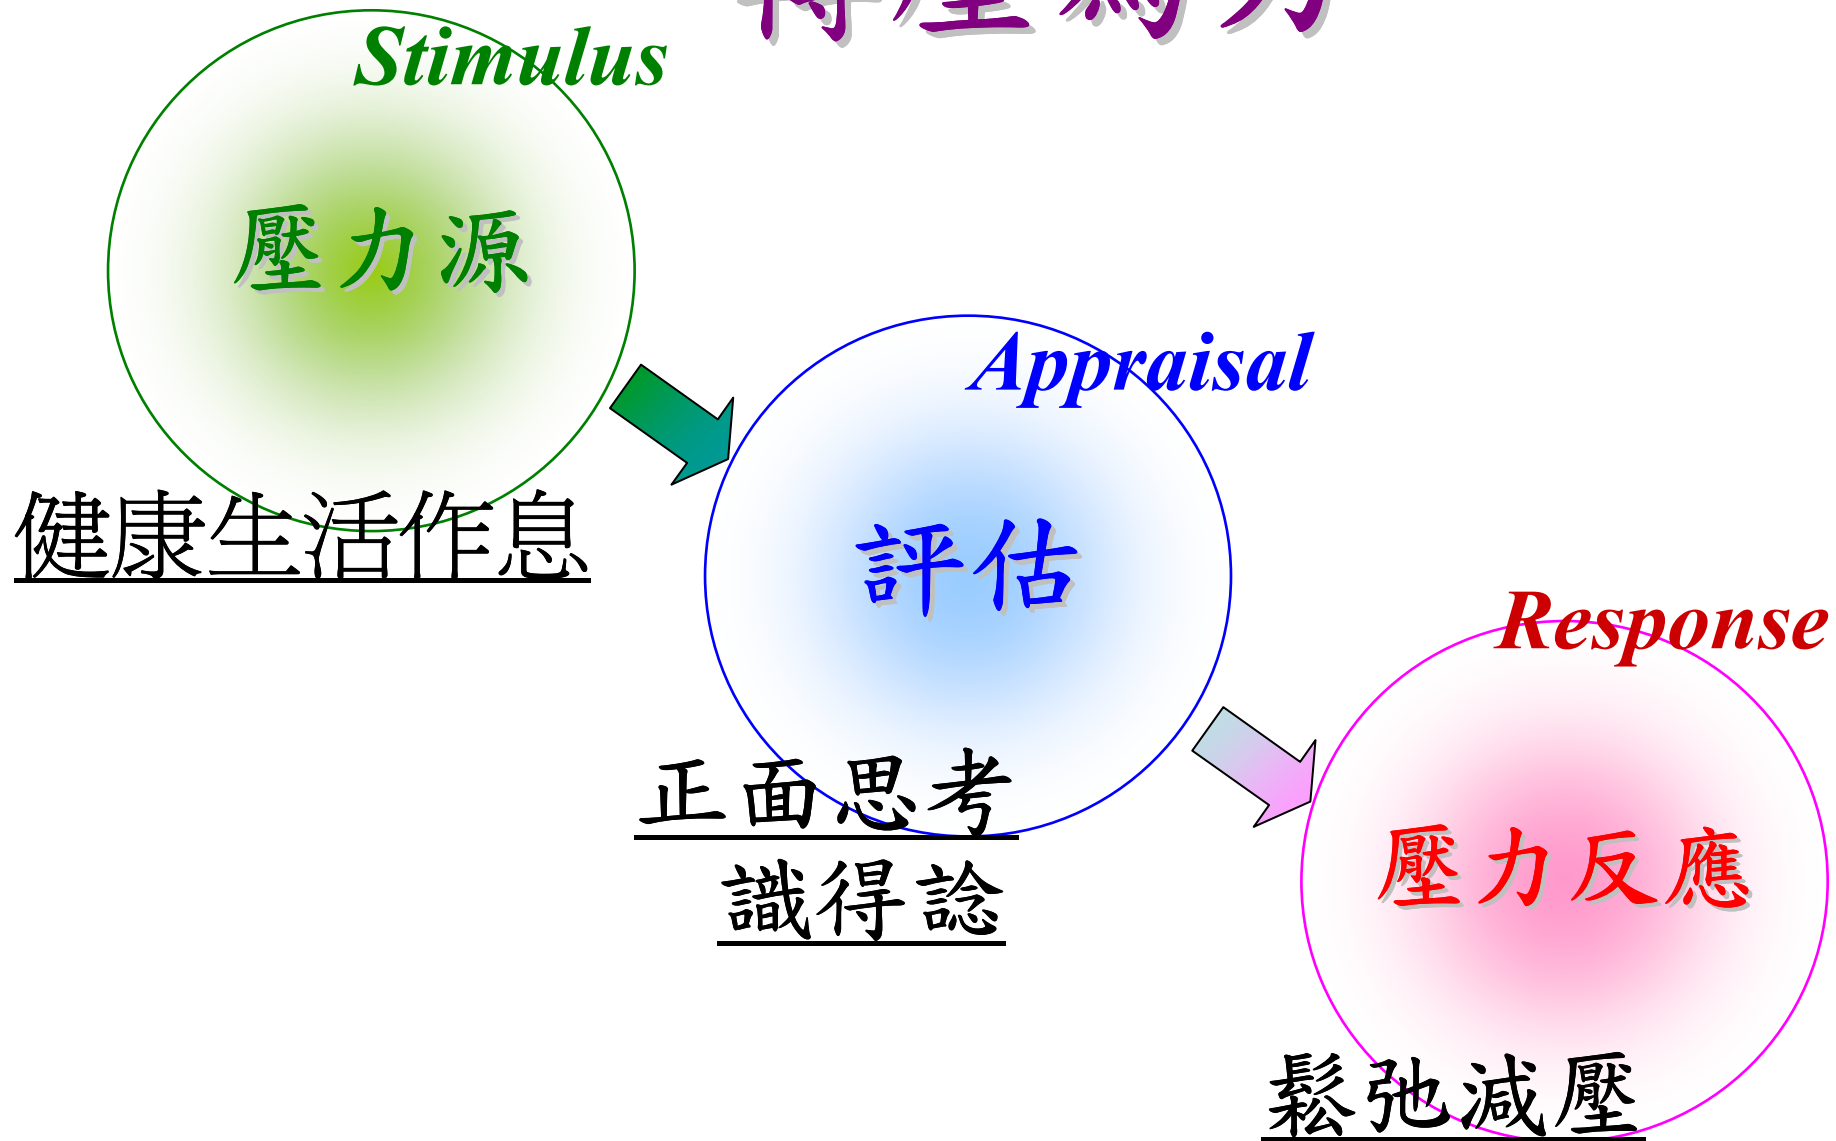 Stimulus
壓力源
健康生活作息
Appraisal
評估
正面思考
識得諗
Response
壓力反應
鬆弛減壓